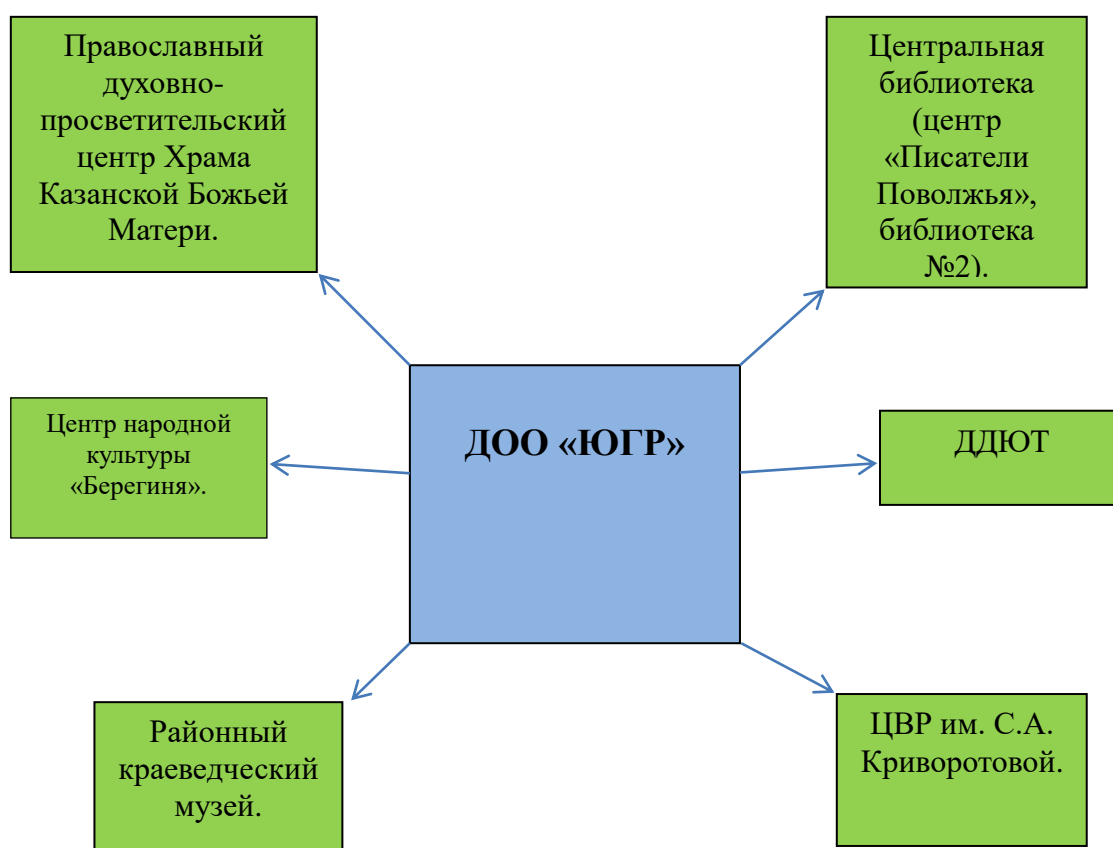 Православный
духовно-
просветительский
центр Храма
Казанской Божьей
Матери.
Центральная
библиотека
(центр
«Писатели
Поволжья»,
библиотека
№2).
ДОО «ЮГР»
Центр народной
культуры
«Берегиня».
ДДЮТ
Районный
краеведческий
музей.
ЦВР им. С.А.
Криворотовой.